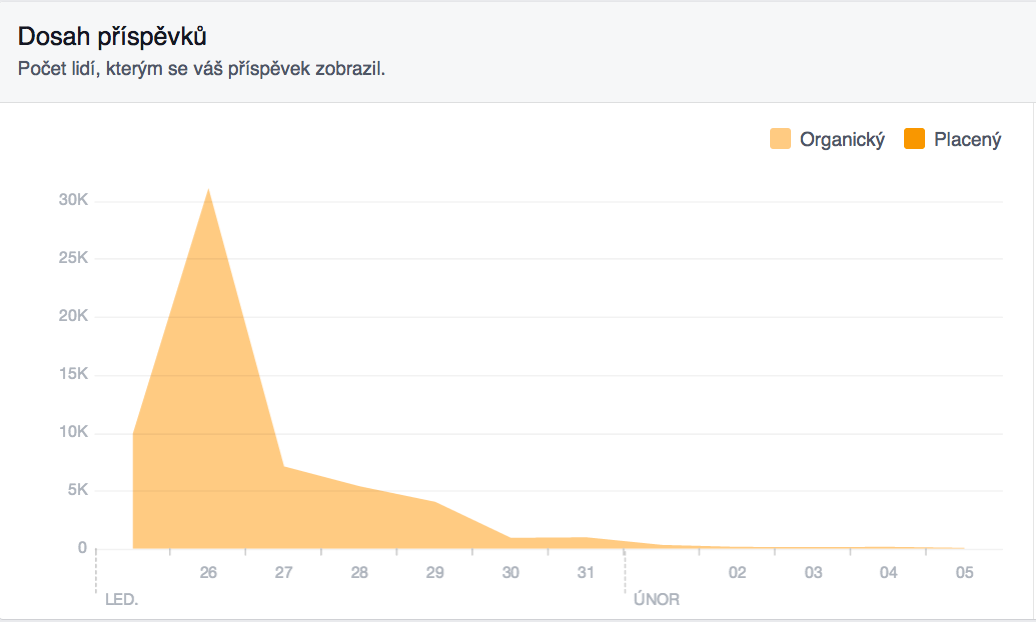 Dosah příspěvků
Počet lidí, kterým se váš příspěvek zobrazil.
Organický Placený
30K
25K
20K
15K
10K
5K
0
26 27 28 29 30 31 02 03 04 05
LED. ÚNOR